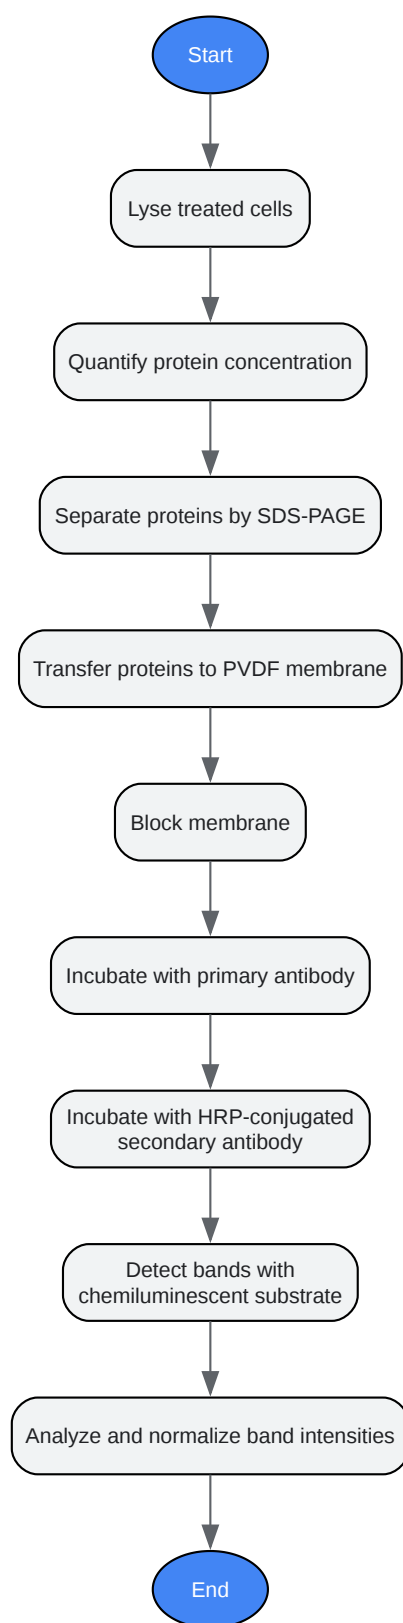 Start
Lyse treated cells
Quantify protein concentration
Separate proteins by SDS-PAGE
Transfer proteins to PVDF membrane
Block membrane
Incubate with primary antibody
Incubate with HRP-conjugated
secondary antibody
Detect bands with
chemiluminescent substrate
Analyze and normalize band intensities
End